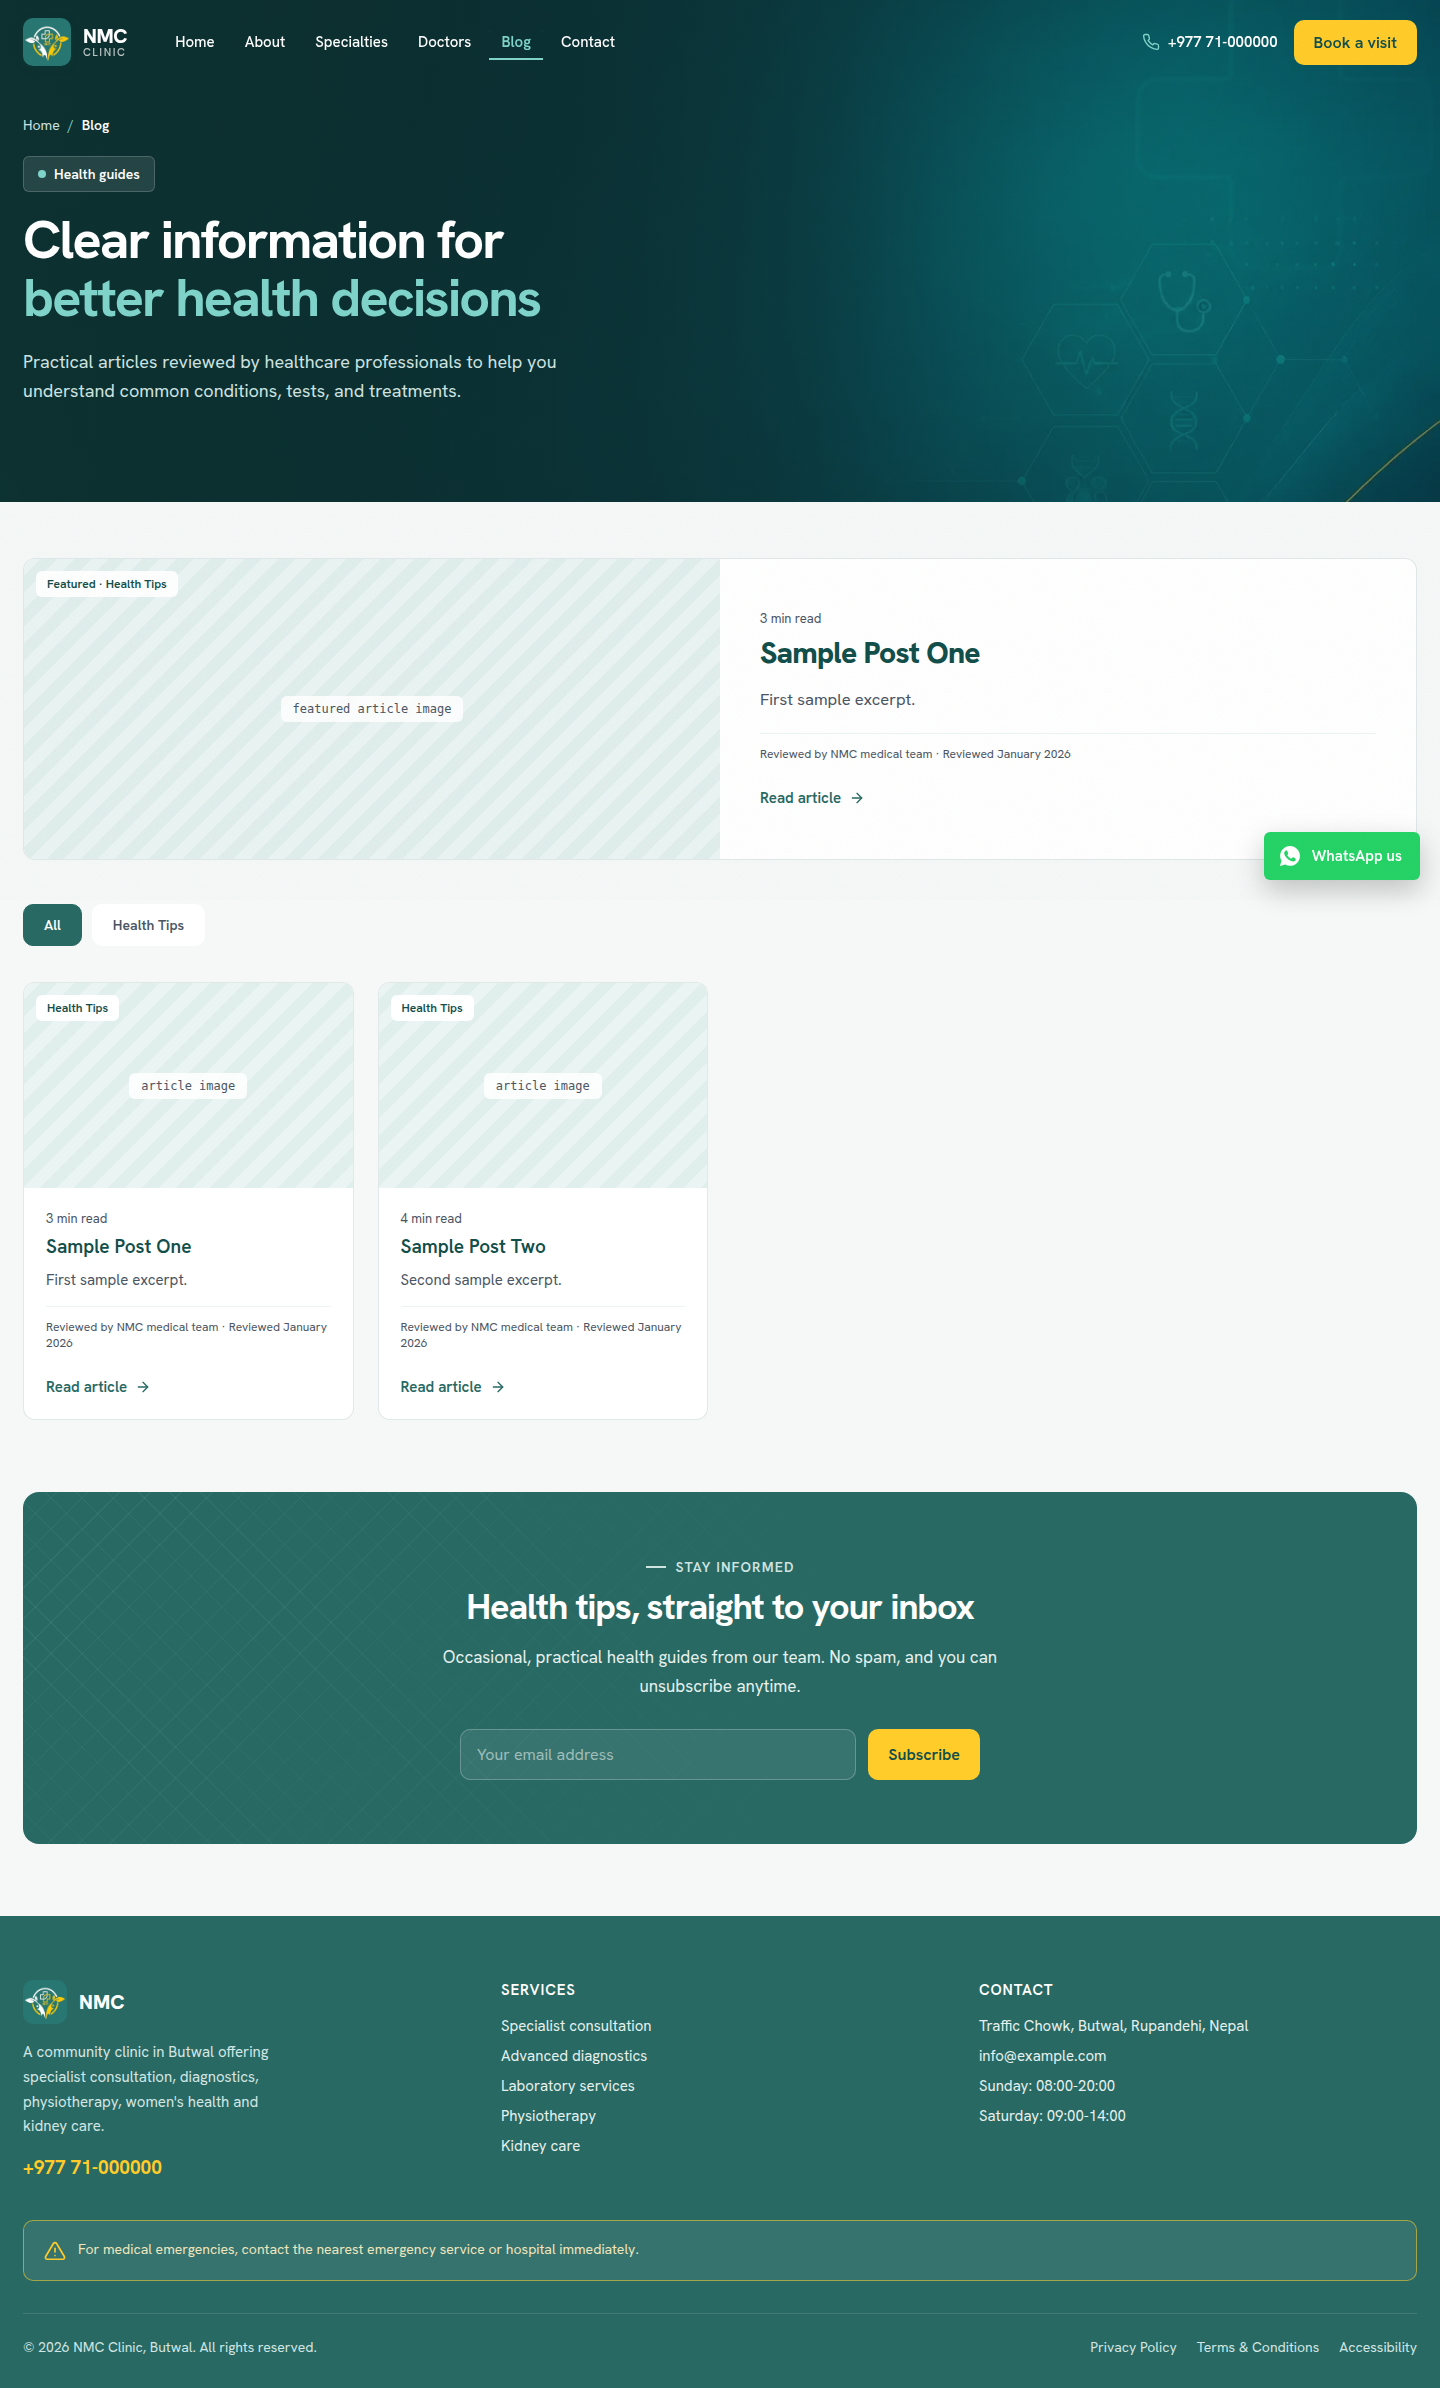 NMC
CLINIC
Home
About
Specialties
Doctors
Blog
Contact
+977 71-000000
Book a visit
Home / Blog
Health guides
Clear information for
better health decisions
Practical articles reviewed by healthcare professionals to help you
understand common conditions, tests, and treatments.
Featured · Health Tips
featured article image
3 min read
Sample Post One
First sample excerpt.
Reviewed by NMC medical team · Reviewed January 2026
Read article
WhatsApp us
All
Health Tips
Health Tips
article image
3 min read
Sample Post One
First sample excerpt.
Reviewed by NMC medical team · Reviewed January
2026
Read article
Health Tips
article image
4 min read
Sample Post Two
Second sample excerpt.
Reviewed by NMC medical team · Reviewed January
2026
Read article
STAY INFORMED
Health tips, straight to your inbox
Occasional, practical health guides from our team. No spam, and you can
unsubscribe anytime.
Your email address
Subscribe
NMC
A community clinic in Butwal offering
specialist consultation, diagnostics,
physiotherapy, women's health and
kidney care.
+977 71-000000
SERVICES
Specialist consultation
Advanced diagnostics
Laboratory services
Physiotherapy
Kidney care
CONTACT
Traffic Chowk, Butwal, Rupandehi, Nepal
info@example.com
Sunday: 08:00-20:00
Saturday: 09:00-14:00
For medical emergencies, contact the nearest emergency service or hospital immediately.
© 2026 NMC Clinic, Butwal. All rights reserved.
Privacy Policy
Terms & Conditions
Accessibility